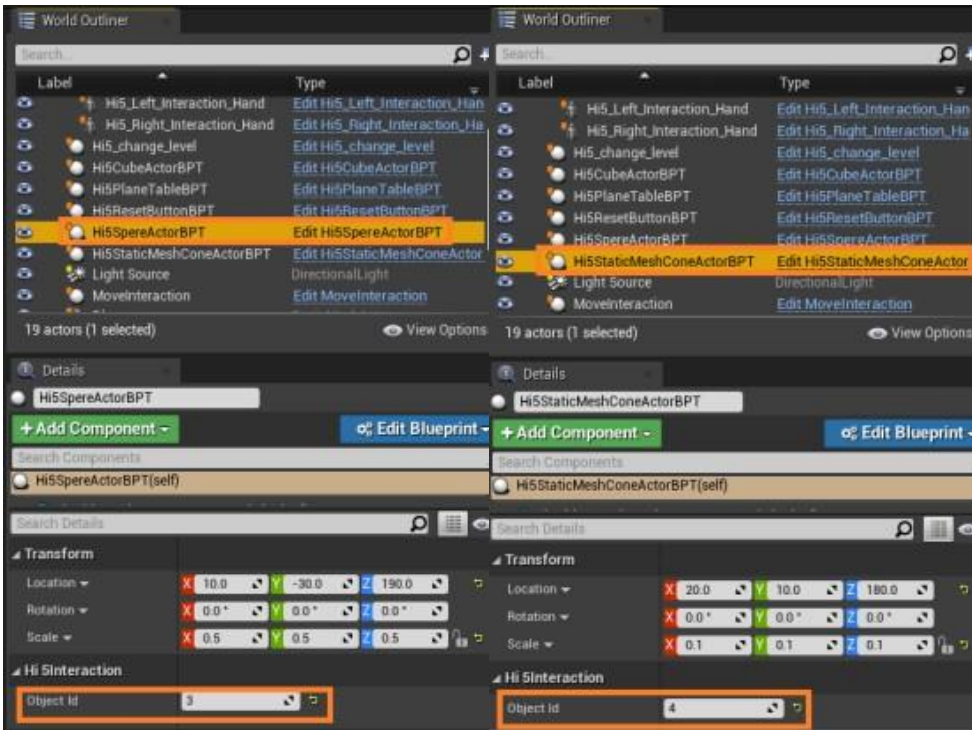 World Outliner
Search...
Label Type
Hi5_Left_Interaction_Hand Edit Hi5_Left_Interaction_Han
Hi5_Right_Interaction_Hand Edit Hi5_Right_Interaction_Ha
Hi5_change_level Edit Hi5_change_level
Hi5CubeActorBPT Edit Hi5CubeActorBPT
Hi5PlaneTableBPT Edit Hi5PlaneTableBPT
Hi5ResetButtonBPT Edit Hi5ResetButtonBPT
Hi5SpereActorBPT Edit Hi5SpereActorBPT
Hi5StaticMeshConeActorBPT Edit Hi5StaticMeshConeActor
Light Source DirectionalLight
MoveInteraction Edit MoveInteraction
19 actors (1 selected) View Options
Details
Hi5SpereActorBPT
+Add Component Edit Blueprint
Search Components
Hi5SpereActorBPT(self)
Search Details
Transform
Location X 10.0 Y -30.0 Z 190.0
Rotation X 0.0° Y 0.0° Z 0.0°
Scale X 0.5 Y 0.5 Z 0.5
Hi 5Interaction
Object Id 3
World Outliner
Search...
Label Type
Hi5_Left_Interaction_Hand Edit Hi5_Left_Interaction_Han
Hi5_Right_Interaction_Hand Edit Hi5_Right_Interaction_Ha
Hi5_change_level Edit Hi5_change_level
Hi5CubeActorBPT Edit Hi5CubeActorBPT
Hi5PlaneTableBPT Edit Hi5PlaneTableBPT
Hi5ResetButtonBPT Edit Hi5ResetButtonBPT
Hi5SpereActorBPT Edit Hi5SpereActorBPT
Hi5StaticMeshConeActorBPT Edit Hi5StaticMeshConeActor
Light Source DirectionalLight
MoveInteraction Edit MoveInteraction
19 actors (1 selected) View Options
Details
Hi5StaticMeshConeActorBPT
+Add Component Edit Blueprint
Search Components
Hi5StaticMeshConeActorBPT(self)
Search Details
Transform
Location X 20.0 Y 10.0 Z 180.0
Rotation X 0.0° Y 0.0° Z 0.0°
Scale X 0.1 Y 0.1 Z 0.1
Hi 5Interaction
Object Id 4